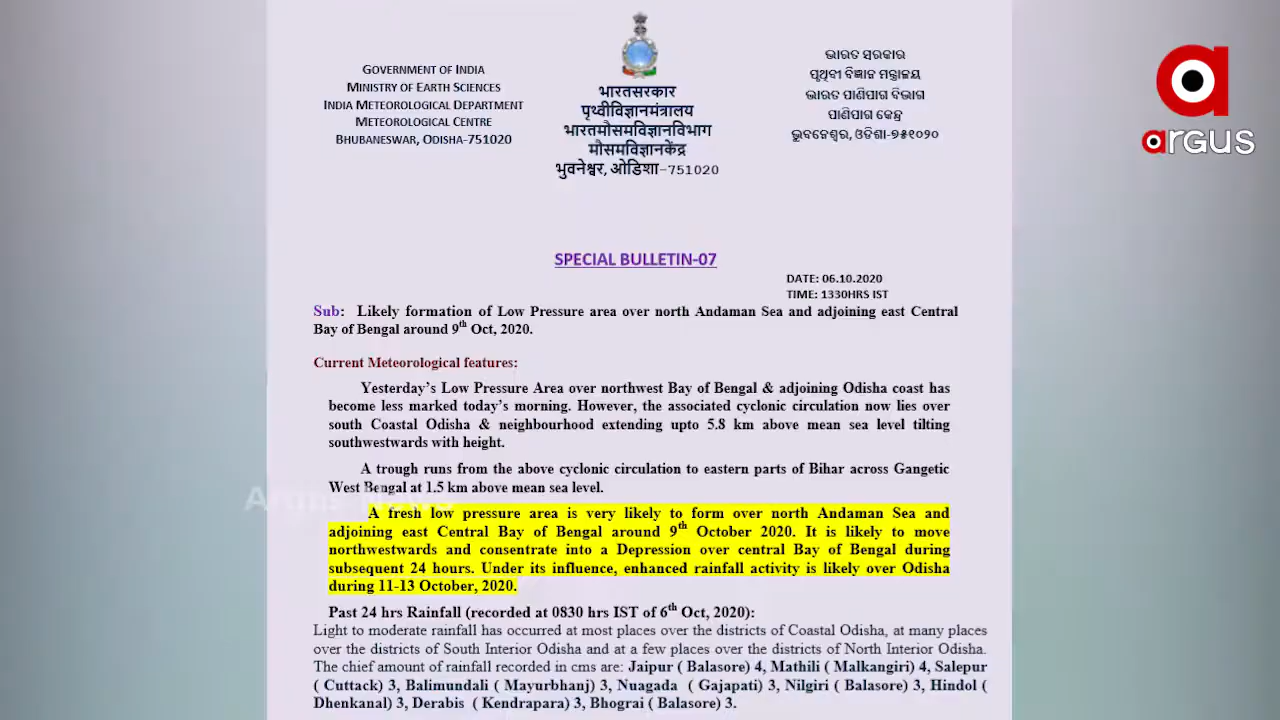 GOVERNMENT OF INDIA
MINISTRY OF EARTH SCIENCES
INDIA METEOROLOGICAL DEPARTMENT
METEOROLOGICAL CENTRE
BHUBANESWAR, ODISHA-751020
भारतसरकार
पृथ्वीविज्ञानमंत्रालय
भारतमौसमविज्ञानविभाग
मौसमविज्ञानकेंद्र
भुवनेश्वर, ओडिशा-751020
ଭାରତ ସରକାର
ପୃଥିବୀ ବିଜ୍ଞାନ ମନ୍ତ୍ରାଳୟ
ଭାରତ ପାଣିପାଗ ବିଭାଗ
ପାଣିପାଗ କେନ୍ଦ୍ର
ଭୁବନେଶ୍ୱର, ଓଡିଶା-୭୫୧୦୨୦
argus
SPECIAL BULLETIN-07
DATE: 06.10.2020
TIME: 1330HRS IST
Sub: Likely formation of Low Pressure area over north Andaman Sea and adjoining east Central
Bay of Bengal around 9th Oct, 2020.
Current Meteorological features:
Yesterday's Low Pressure Area over northwest Bay of Bengal & adjoining Odisha coast has
become less marked today's morning. However, the associated cyclonic circulation now lies over
south Coastal Odisha & neighbourhood extending upto 5.8 km above mean sea level tilting
southwestwards with height.
A trough runs from the above cyclonic circulation to eastern parts of Bihar across Gangetic
West Bengal at 1.5 km above mean sea level.
Argus News
A fresh low pressure area is very likely to form over north Andaman Sea and
adjoining east Central Bay of Bengal around 9th October 2020. It is likely to move
northwestwards and consentrate into a Depression over central Bay of Bengal during
subsequent 24 hours. Under its influence, enhanced rainfall activity is likely over Odisha
during 11-13 October, 2020.
Past 24 hrs Rainfall (recorded at 0830 hrs IST of 6th Oct, 2020):
Light to moderate rainfall has occurred at most places over the districts of Coastal Odisha, at many places
over the districts of South Interior Odisha and at a few places over the districts of North Interior Odisha.
The chief amount of rainfall recorded in cms are: Jaipur ( Balasore) 4, Mathili ( Malkangiri) 4, Salepur
( Cuttack) 3, Balimundali ( Mayurbhanj) 3, Nuagada ( Gajapati) 3, Nilgiri ( Balasore) 3, Hindol (
Dhenkanal) 3, Derabis ( Kendrapara) 3, Bhograi ( Balasore) 3.